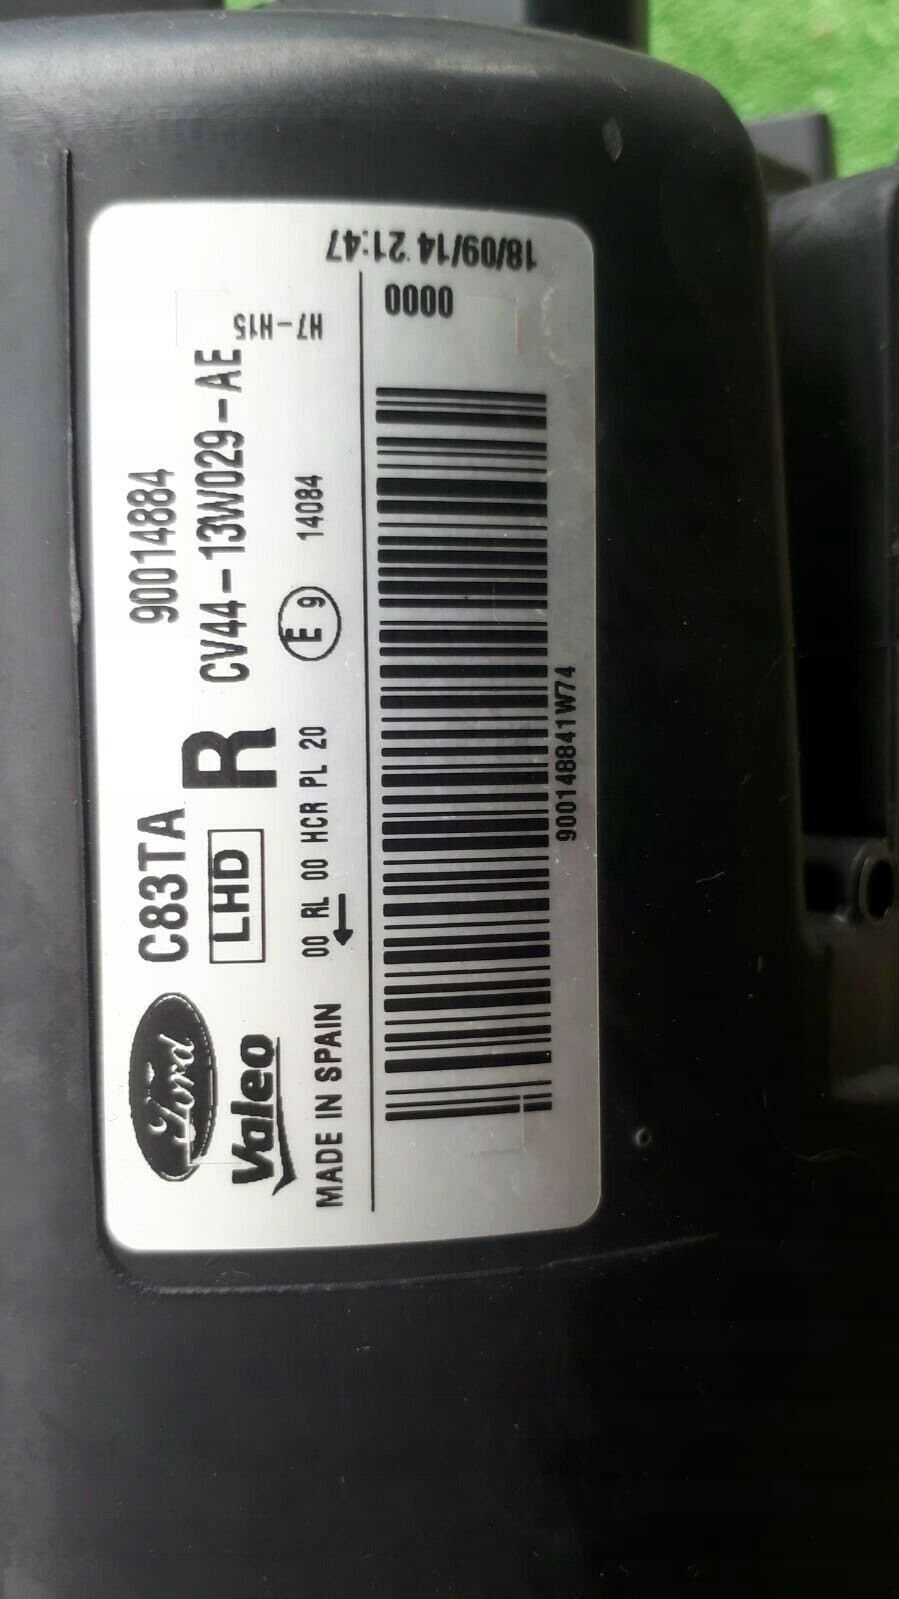 Ford C83TA 90014884
Valeo LHD R CV44-13W029-AE
H7-H15
MADE IN SPAIN 00 RL 00 HCR PL 20 E 9 14084
0000 18/09/14 21:47
900148841W74